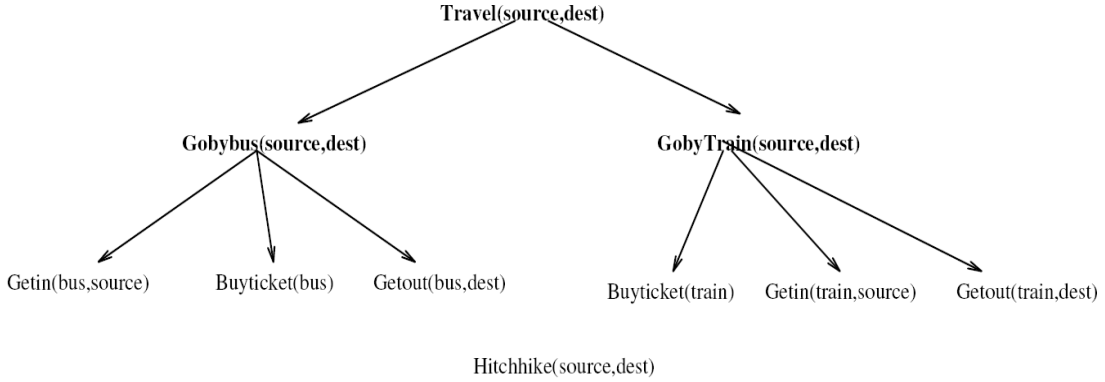 Travel(source,dest)
Gobybus(source,dest)
GobyTrain(source,dest)
Getin(bus,source)
Buyticket(bus)
Getout(bus,dest)
Buyticket(train)
Getin(train,source)
Getout(train,dest)
Hitchhike(source,dest)